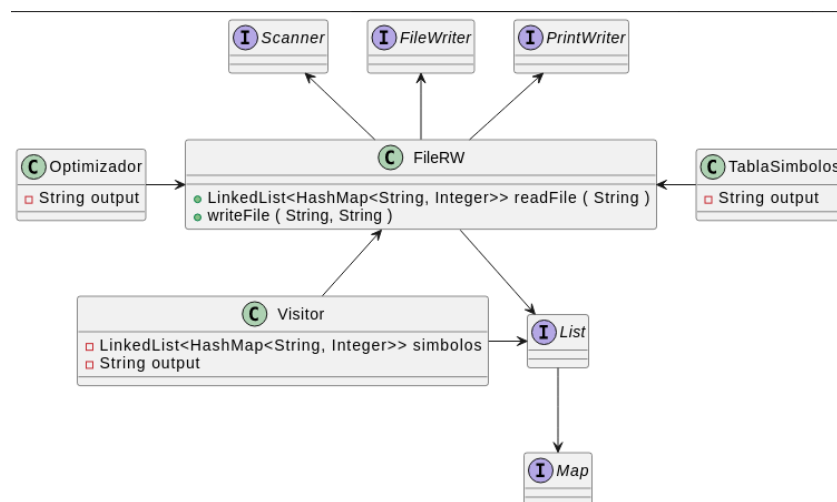 I Scanner
I FileWriter
I PrintWriter
C Optimizador
String output
C FileRW
LinkedList<HashMap<String, Integer>> readFile ( String )
writeFile ( String, String )
C TablaSimbolos
String output
C Visitor
LinkedList<HashMap<String, Integer>> simbolos
String output
I List
I Map